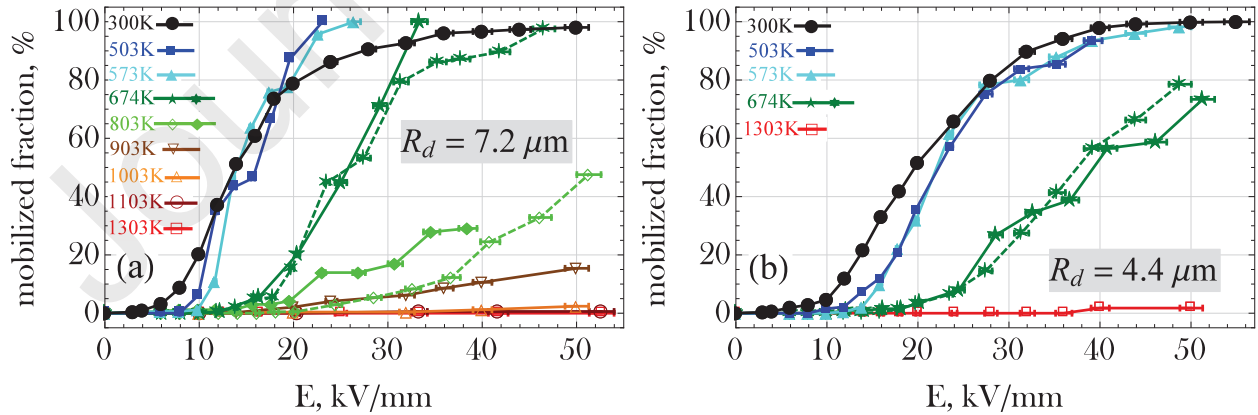 mobilized fraction, %
100
80
60
40
20
0
300K
503K
573K
674K
803K
903K
1003K
1103K
1303K
R_d = 7.2 μm
(a)
0 10 20 30 40 50
E, kV/mm
mobilized fraction, %
100
80
60
40
20
0
300K
503K
573K
674K
1303K
(b)
R_d = 4.4 μm
0 10 20 30 40 50
E, kV/mm
Journ